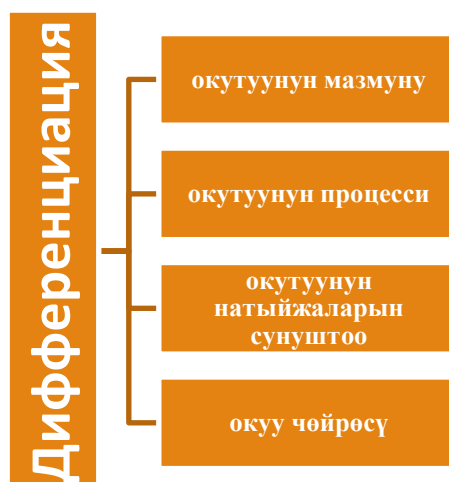 Дифференциация
окутуунун мазмуну
окутуунун процесси
окутуунун
натыйжаларын
сунуштоо
окуу чөйрөсү